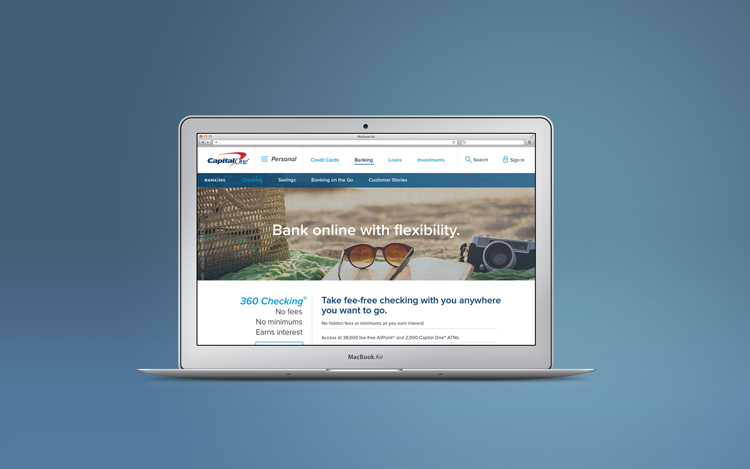 Macbook Air
Capital One®
Personal
Credit Cards
Banking
Loans
Investments
Search
Sign In
BANKING
Checking
Savings
Banking on the Go
Customer Stories
Bank online with flexibility.
360 Checking®
No fees
No minimums
Earns interest
Take fee-free checking with you anywhere
you want to go.
No hidden fees or minimums as you earn interest
Access at 38,000 fee-free Allpoint® and 2,000 Capital One® ATMs
MacBook Air